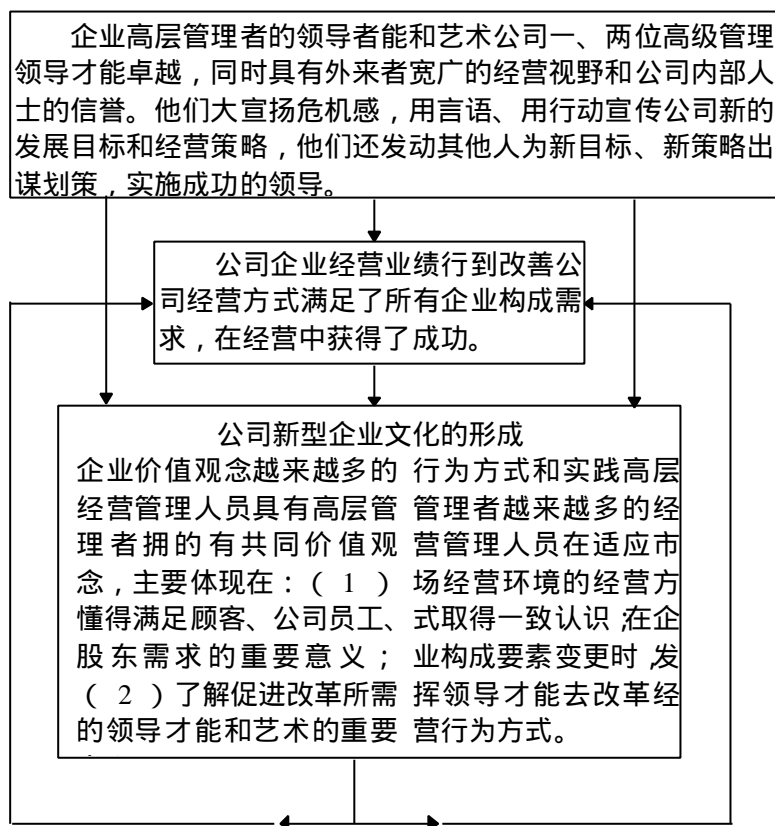 企业高层管理者的领导者能和艺术公司一、两位高级管理
领导才能卓越，同时具有外来者宽广的经营视野和公司内部人
士的信誉。他们大宣扬危机感，用言语、用行动宣传公司新的
发展目标和经营策略，他们还发动其他人为新目标、新策略出
谋划策，实施成功的领导。
公司企业经营业绩行到改善公
司经营方式满足了所有企业构成需
求，在经营中获得了成功。
公司新型企业文化的形成
企业价值观念越来越多的
经营管理人员具有高层管
理者拥的有共同价值观
念，主要体现在：（1）
懂得满足顾客、公司员工、
股东需求的重要意义；
（2）了解促进改革所需
的领导才能和艺术的重要
行为方式和实践高层
管理者越来越多的经
营管理人员在适应市
场经营环境的经营方
式取得一致认识；在企
业构成要素变更时，发
挥领导才能去改革经
营行为方式。